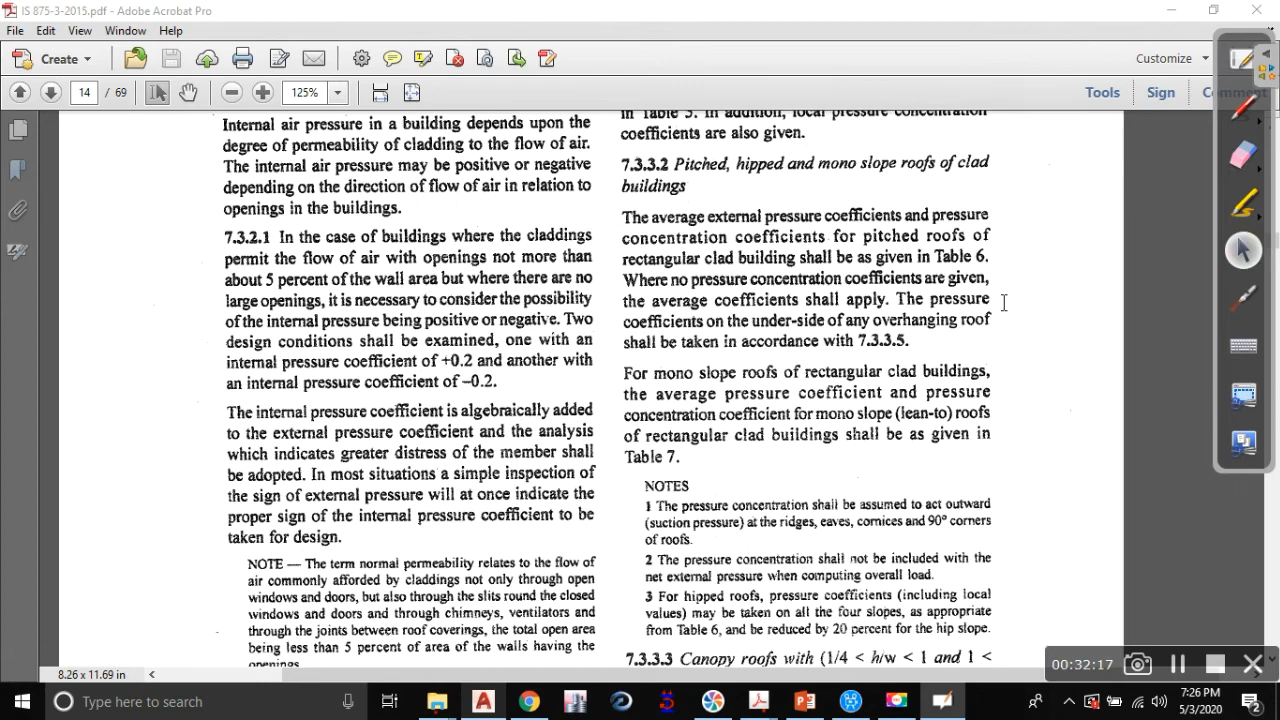 IS 875-3-2015.pdf - Adobe Acrobat Pro
File Edit View Window Help
Create Customize
14 / 69 125% Tools Sign Comment
Internal air pressure in a building depends upon the
degree of permeability of cladding to the flow of air.
The internal air pressure may be positive or negative
depending on the direction of flow of air in relation to
openings in the buildings.
7.3.2.1 In the case of buildings where the claddings
permit the flow of air with openings not more than
about 5 percent of the wall area but where there are no
large openings, it is necessary to consider the possibility
of the internal pressure being positive or negative. Two
design conditions shall be examined, one with an
internal pressure coefficient of +0.2 and another with
an internal pressure coefficient of –0.2.
The internal pressure coefficient is algebraically added
to the external pressure coefficient and the analysis
which indicates greater distress of the member shall
be adopted. In most situations a simple inspection of
the sign of external pressure will at once indicate the
proper sign of the internal pressure coefficient to be
taken for design.
NOTE — The term normal permeability relates to the flow of
air commonly afforded by claddings not only through open
windows and doors, but also through the slits round the closed
windows and doors and through chimneys, ventilators and
through the joints between roof coverings, the total open area
being less than 5 percent of area of the walls having the
openings
in Table 5. In addition, local pressure concentration
coefficients are also given.
7.3.3.2 Pitched, hipped and mono slope roofs of clad
buildings
The average external pressure coefficients and pressure
concentration coefficients for pitched roofs of
rectangular clad building shall be as given in Table 6.
Where no pressure concentration coefficients are given,
the average coefficients shall apply. The pressure
coefficients on the under-side of any overhanging roof
shall be taken in accordance with 7.3.3.5.
For mono slope roofs of rectangular clad buildings,
the average pressure coefficient and pressure
concentration coefficient for mono slope (lean-to) roofs
of rectangular clad buildings shall be as given in
Table 7.
NOTES
1 The pressure concentration shall be assumed to act outward
(suction pressure) at the ridges, eaves, cornices and 90° corners
of roofs.
2 The pressure concentration shall not be included with the
net external pressure when computing overall load.
3 For hipped roofs, pressure coefficients (including local
values) may be taken on all the four slopes, as appropriate
from Table 6, and be reduced by 20 percent for the hip slope.
7.3.3.3 Canopy roofs with (1/4 < h/w < 1 and 1 <
8.26 x 11.69 in
00:32:17
Type here to search
7:26 PM
5/3/2020
2